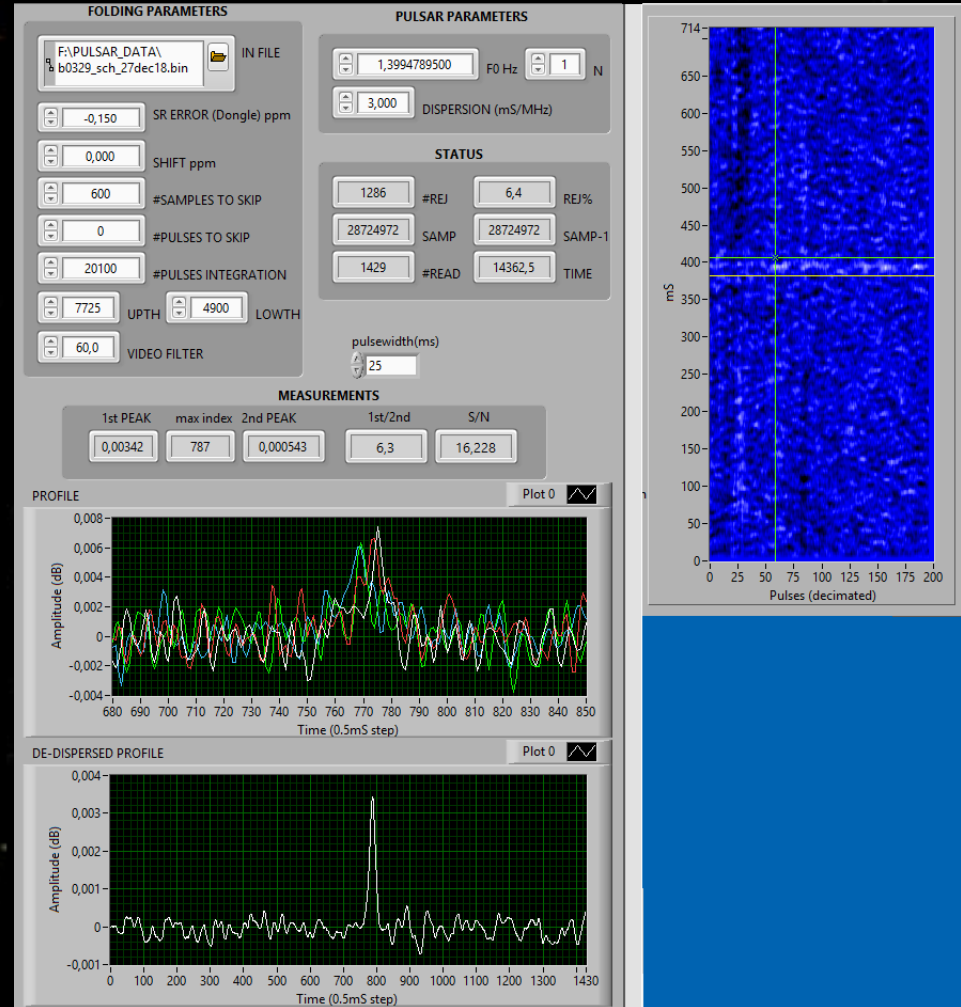 FOLDING PARAMETERS
F:\PULSAR_DATA\
b0329_sch_27dec18.bin
IN FILE
-0,150 SR ERROR (Dongle) ppm
0,000 SHIFT ppm
600 #SAMPLES TO SKIP
0 #PULSES TO SKIP
20100 #PULSES INTEGRATION
7725 UPTH 4900 LOWTH
60,0 VIDEO FILTER
PULSAR PARAMETERS
1,3994789500 F0 Hz 1 N
3,000 DISPERSION (mS/MHz)
STATUS
1286 #REJ 6,4 REJ%
28724972 SAMP 28724972 SAMP-1
1429 #READ 14362,5 TIME
pulsewidth(ms)
25
MEASUREMENTS
1st PEAK max index 2nd PEAK 1st/2nd S/N
0,00342 787 0,000543 6,3 16,228
PROFILE Plot 0
Amplitude (dB)
0,008
0,006
0,004
0,002
0
-0,002
-0,004
680 690 700 710 720 730 740 750 760 770 780 790 800 810 820 830 840 850
Time (0.5mS step)
DE-DISPERSED PROFILE Plot 0
Amplitude (dB)
0,004
0,003
0,002
0,001
0
-0,001
0 100 200 300 400 500 600 700 800 900 1000 1100 1200 1300 1430
Time (0.5mS step)
mS
714
650
600
550
500
450
400
350
300
250
200
150
100
50
0
0 25 50 75 100 125 150 175 200
Pulses (decimated)